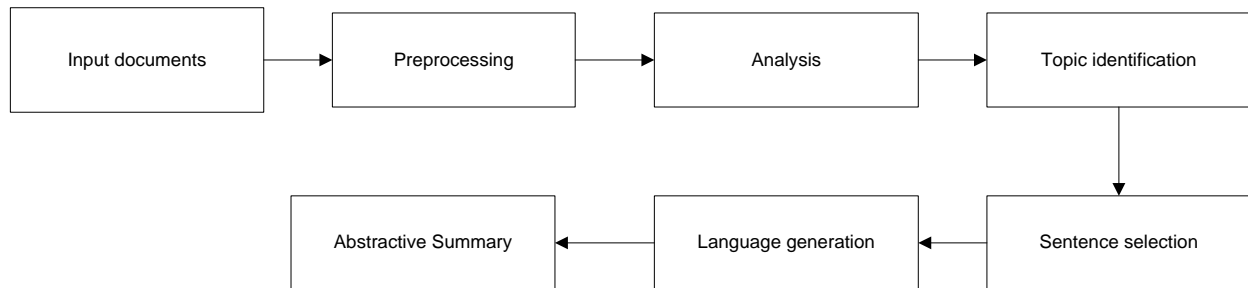 Input documents
Preprocessing
Analysis
Topic identification
Sentence selection
Language generation
Abstractive Summary